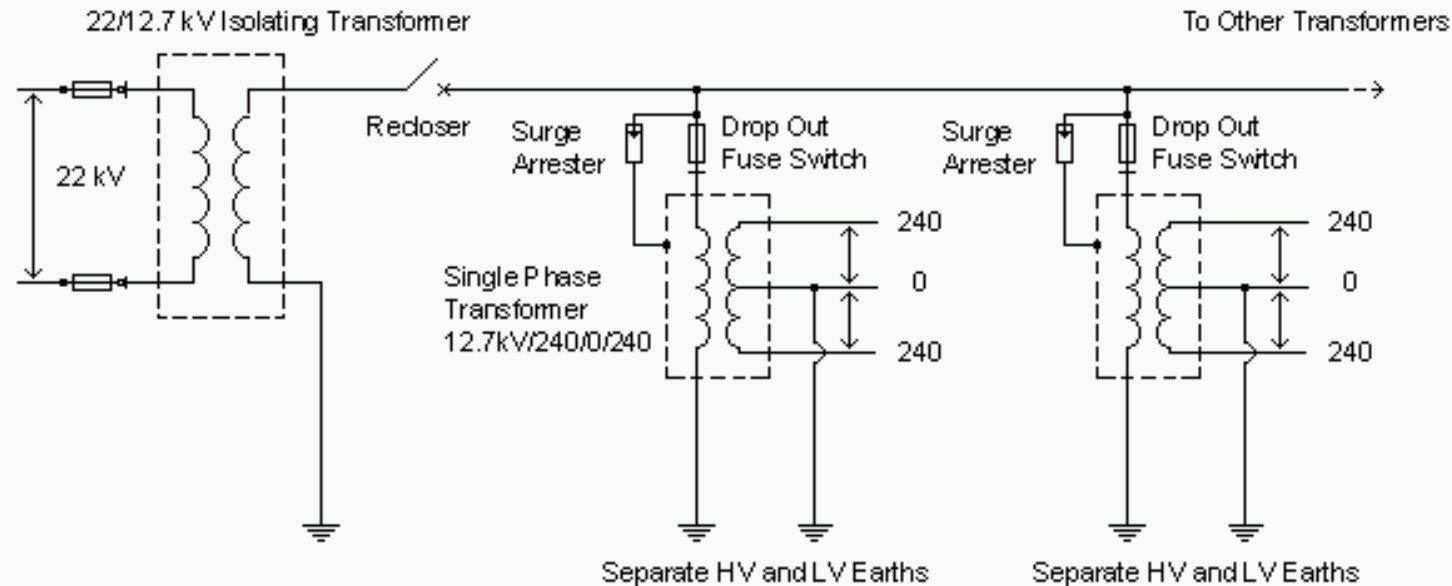 22/12.7 kV Isolating Transformer
To Other Transformers
Recloser
Surge
Arrester
Drop Out
Fuse Switch
Surge
Arrester
Drop Out
Fuse Switch
22 kV
240
0
240
240
0
240
Single Phase
Transformer
12.7kV/240/0/240
Separate HV and LV Earths
Separate HV and LV Earths